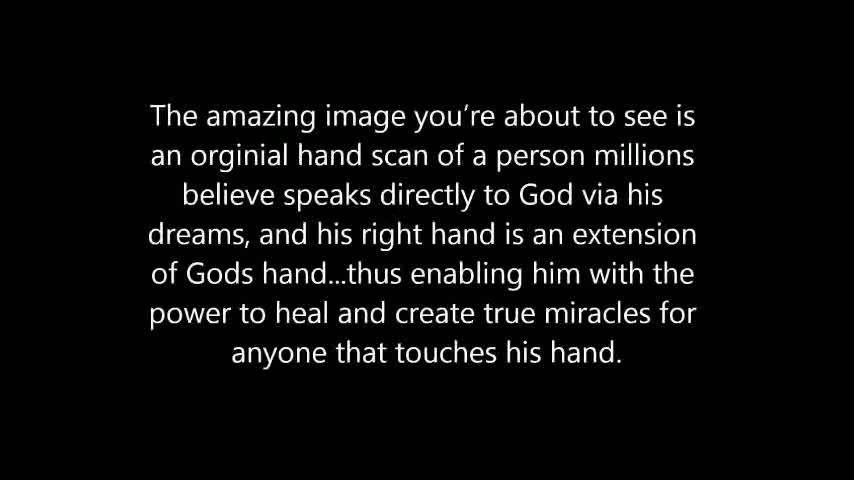 The amazing image you’re about to see is
an orginial hand scan of a person millions
believe speaks directly to God via his
dreams, and his right hand is an extension
of Gods hand...thus enabling him with the
power to heal and create true miracles for
anyone that touches his hand.